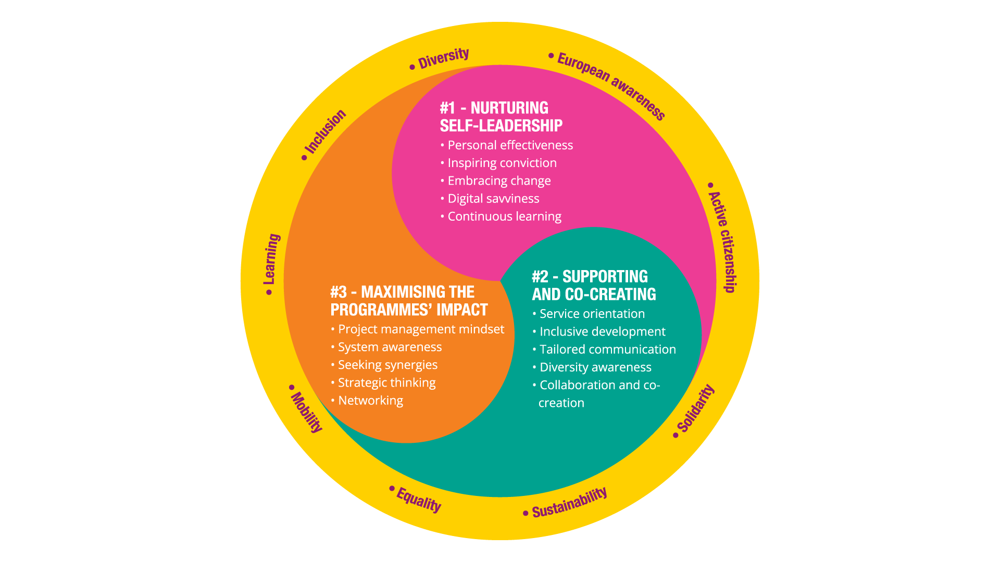 • Diversity
• European awareness
• Inclusion
#1 - NURTURING
SELF-LEADERSHIP
• Personal effectiveness
• Inspiring conviction
• Embracing change
• Digital savviness
• Continuous learning
• Active citizenship
• Learning
#2 - SUPPORTING
AND CO-CREATING
• Service orientation
• Inclusive development
• Tailored communication
• Diversity awareness
• Collaboration and co-
creation
#3 - MAXIMISING THE
PROGRAMMES’ IMPACT
• Project management mindset
• System awareness
• Seeking synergies
• Strategic thinking
• Networking
• Mobility
• Solidarity
• Equality
• Sustainability